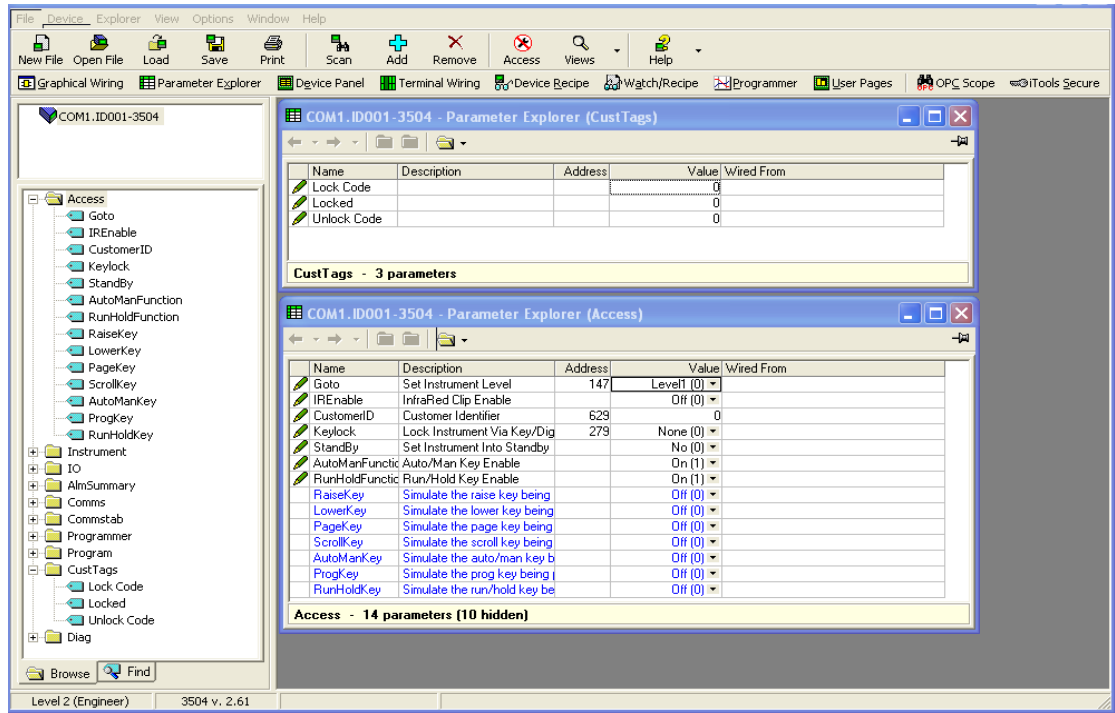 File Device Explorer View Options Window Help
New File Open File Load Save Print Scan Add Remove Access Views Help
Graphical Wiring Parameter Explorer Device Panel Terminal Wiring Device Recipe Watch/Recipe Programmer User Pages OPC Scope iTools Secure
COM1.ID001-3504
Access
Goto
IREnable
CustomerID
Keylock
StandBy
AutoManFunction
RunHoldFunction
RaiseKey
LowerKey
PageKey
ScrollKey
AutoManKey
ProgKey
RunHoldKey
Instrument
IO
AlmSummary
Comms
Commstab
Programmer
Program
CustTags
Lock Code
Locked
Unlock Code
Diag
Browse Find
COM1.ID001-3504 - Parameter Explorer (CustTags)
Name Description Address Value Wired From
Lock Code 0
Locked 0
Unlock Code 0
CustTags - 3 parameters
COM1.ID001-3504 - Parameter Explorer (Access)
Name Description Address Value Wired From
Goto Set Instrument Level 147 Level1 (0)
IREnable InfraRed Clip Enable Off (0)
CustomerID Customer Identifier 629 0
Keylock Lock Instrument Via Key/Dig 279 None (0)
StandBy Set Instrument Into Standby No (0)
AutoManFunctic Auto/Man Key Enable On (1)
RunHoldFunctic Run/Hold Key Enable On (1)
RaiseKey Simulate the raise key being Off (0)
LowerKey Simulate the lower key being Off (0)
PageKey Simulate the page key being Off (0)
ScrollKey Simulate the scroll key being Off (0)
AutoManKey Simulate the auto/man key b Off (0)
ProgKey Simulate the prog key being Off (0)
RunHoldKey Simulate the run/hold key be Off (0)
Access - 14 parameters (10 hidden)
Level 2 (Engineer) 3504 v. 2.61